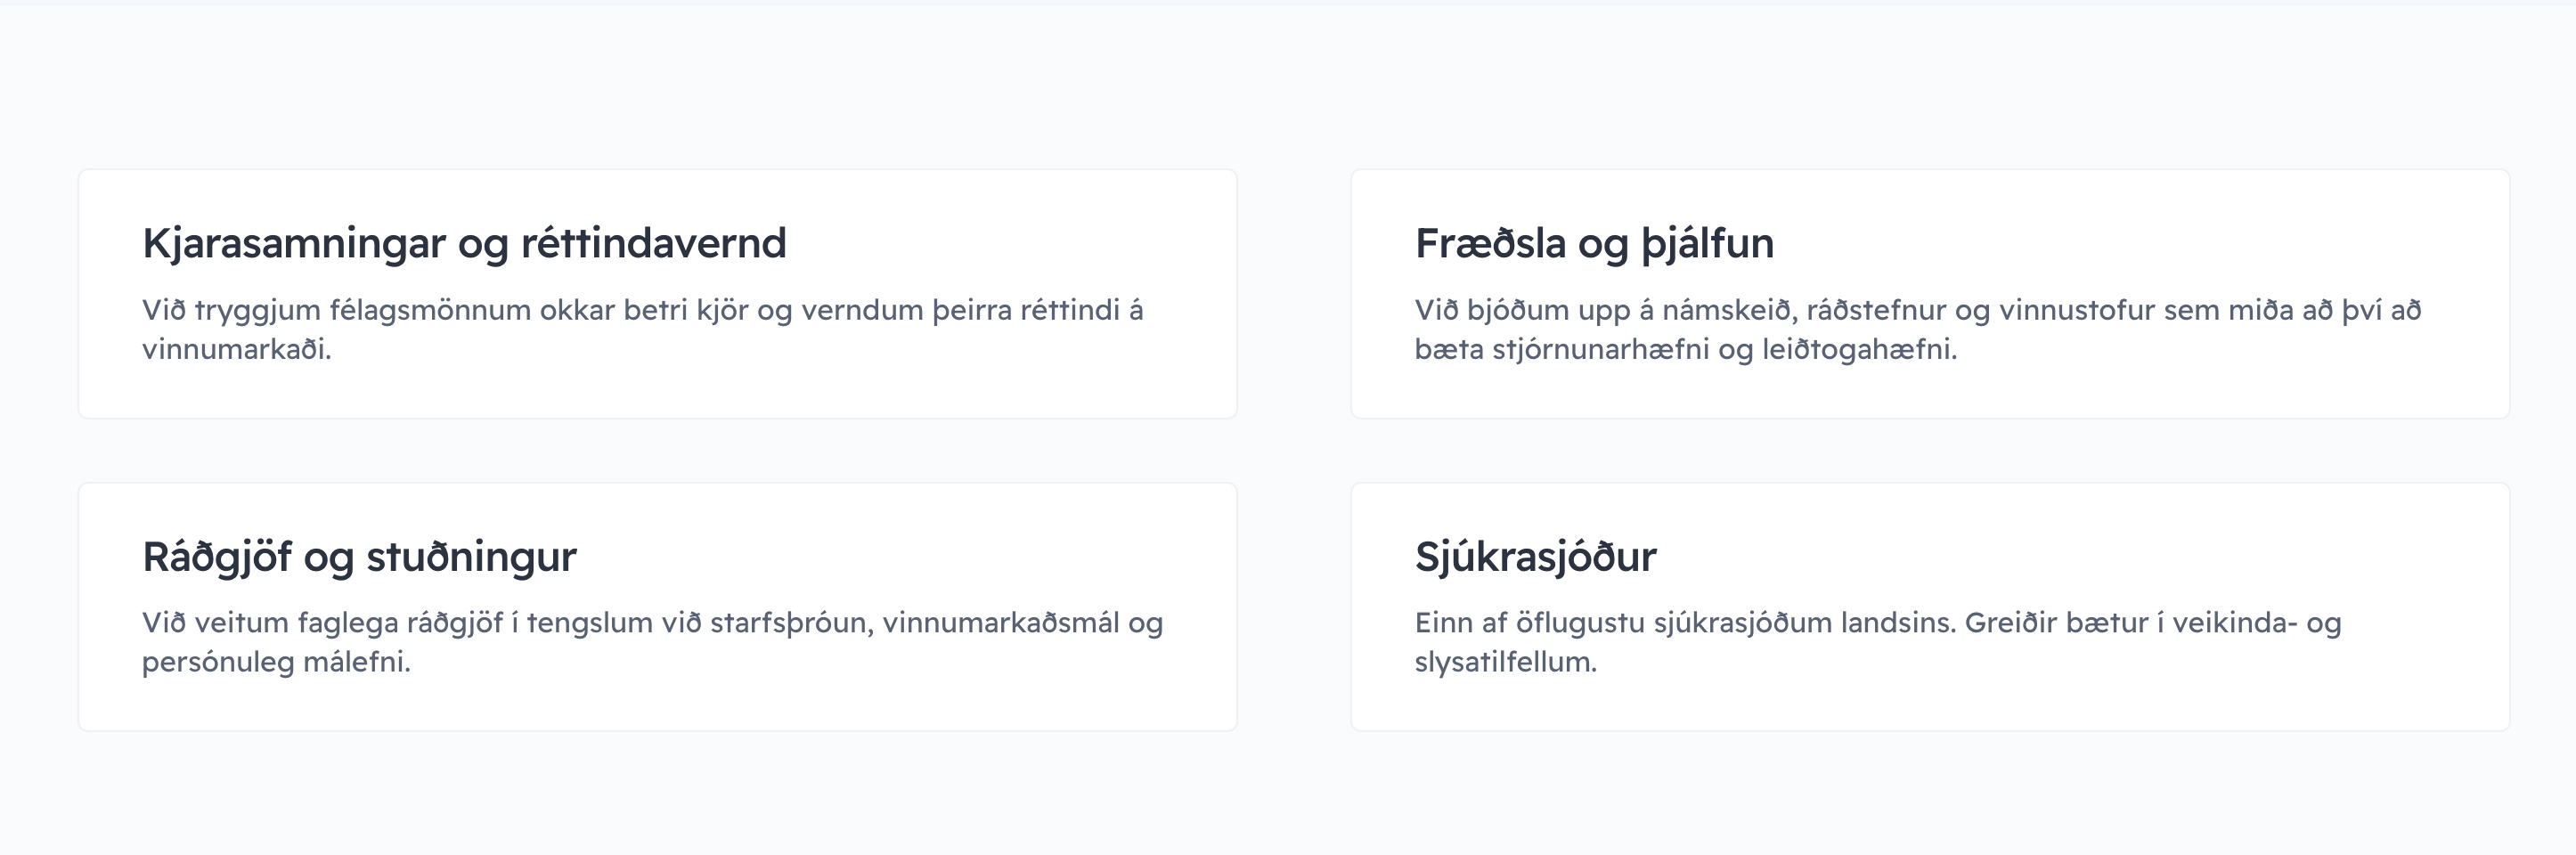 Kjarasamningar og réttindavernd
Við tryggjum félagsmönnum okkar betri kjör og verndum þeirra réttindi á
vinnumarkaði.
Fræðsla og þjálfun
Við bjóðum upp á námskeið, ráðstefnur og vinnustofur sem miða að því að
bæta stjórnunarhæfni og leiðtogahæfni.
Ráðgjöf og stuðningur
Við veitum faglega ráðgjöf í tengslum við starfsþróun, vinnumarkaðsmál og
persónuleg málefni.
Sjúkrasjóður
Einn af öflugustu sjúkrasjóðum landsins. Greiðir bætur í veikinda- og
slysatilfellum.